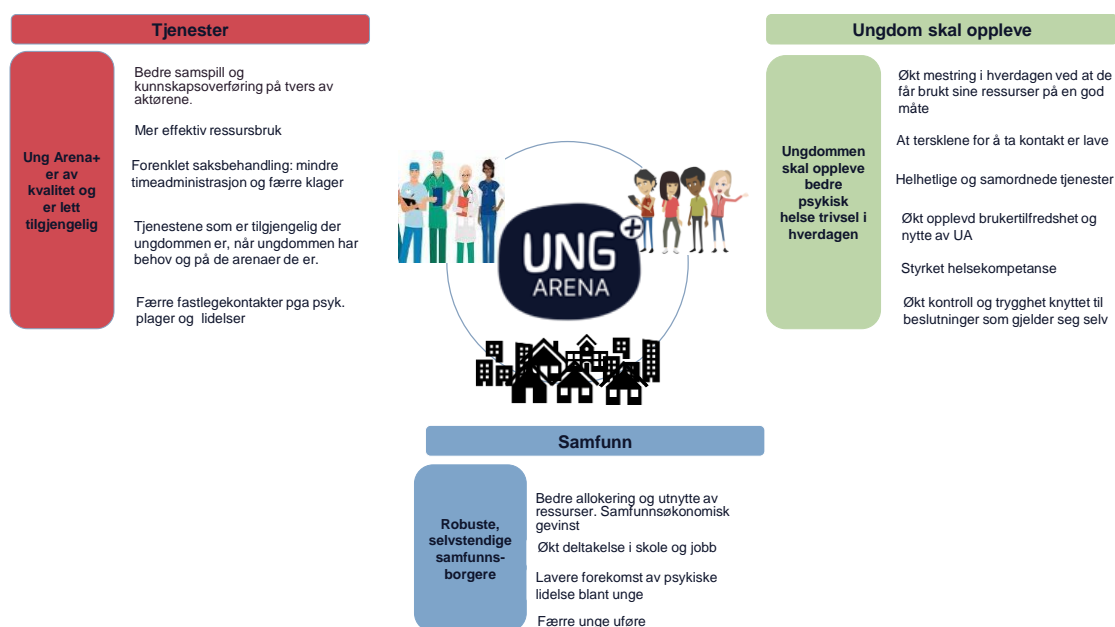 Tjenester
Ung Arena+
er av
kvalitet og
er lett
tilgjengelig
Bedre samspill og
kunnskapsoverføring på tvers av
aktørene.
Mer effektiv ressursbruk
Forenklet saksbehandling: mindre
timeadministrasjon og færre klager
Tjenestene som er tilgjengelig der
ungdommen er, når ungdommen har
behov og på de arenaer de er.
Færre fastlegekontakter pga psyk.
plager og lidelser
UNG+
ARENA
Ungdom skal oppleve
Ungdommen
skal oppleve
bedre
psykisk
helse trivsel i
hverdagen
Økt mestring i hverdagen ved at de
får brukt sine ressurser på en god
måte
At tersklene for å ta kontakt er lave
Helhetlige og samordnede tjenester
Økt opplevd brukertilfredshet og
nytte av UA
Styrket helsekompetanse
Økt kontroll og trygghet knyttet til
beslutninger som gjelder seg selv
Samfunn
Robuste,
selvstendige
samfunns-
borgere
Bedre allokering og utnytte av
ressurser. Samfunnsøkonomisk
gevinst
Økt deltakelse i skole og jobb
Lavere forekomst av psykiske
lidelse blant unge
Færre unge uføre